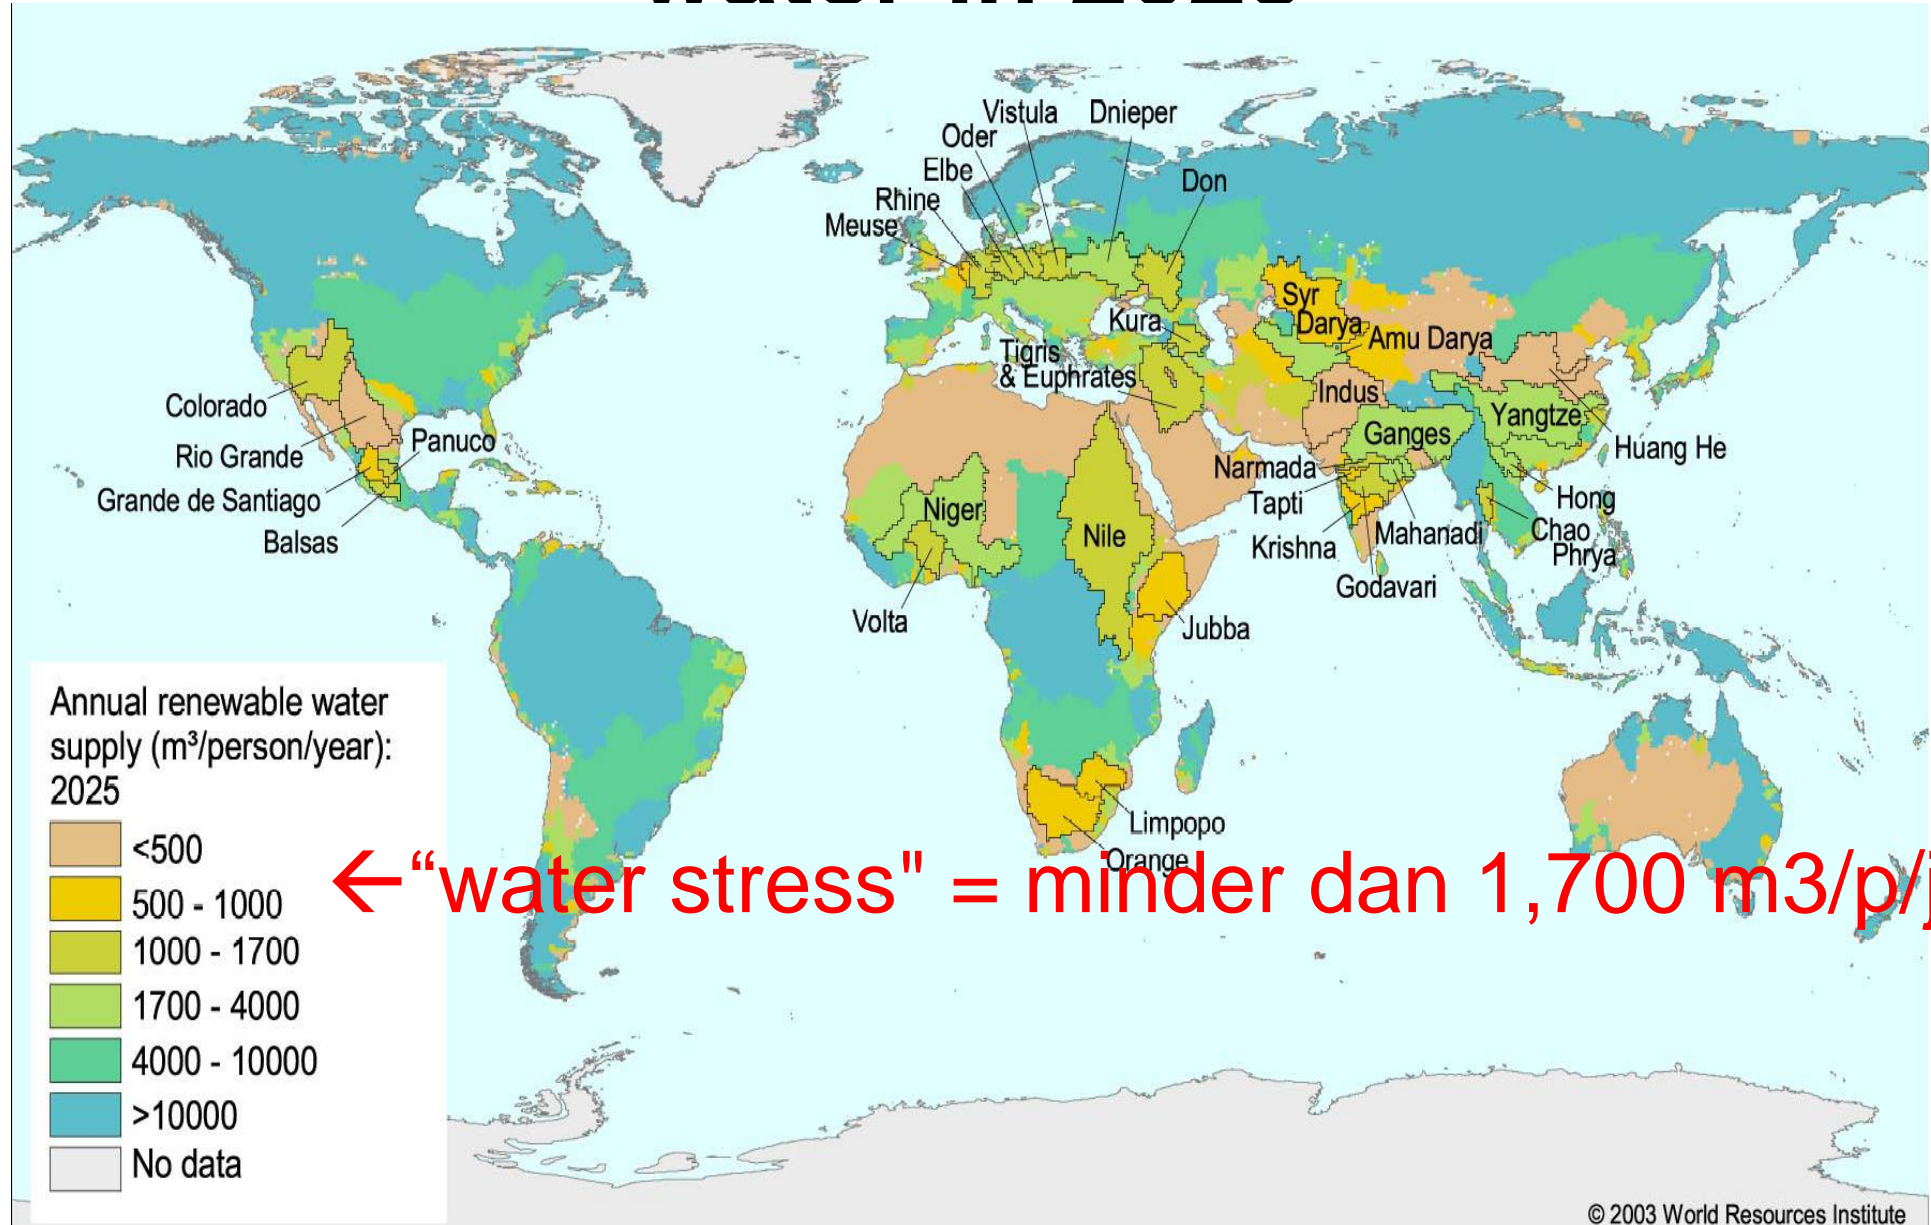 Vistula
Dnieper
Oder
Elbe
Don
Rhine
Meuse
Syr
Darya
Kura
Amu Darya
Tigris
& Euphrates
Indus
Colorado
Yangtze
Ganges
Panuco
Huang He
Rio Grande
Narmada
Grande de Santiago
Tapti
Hong
Niger
Balsas
Nile
Krishna
Mahanadi
Chao
Phrya
Godavari
Volta
Jubba
Limpopo
Orange
Annual renewable water
supply (m³/person/year):
2025
<500
500 - 1000
←“water stress" = minder dan 1,700 m3/p/j
1000 - 1700
1700 - 4000
4000 - 10000
>10000
No data
© 2003 World Resources Institute